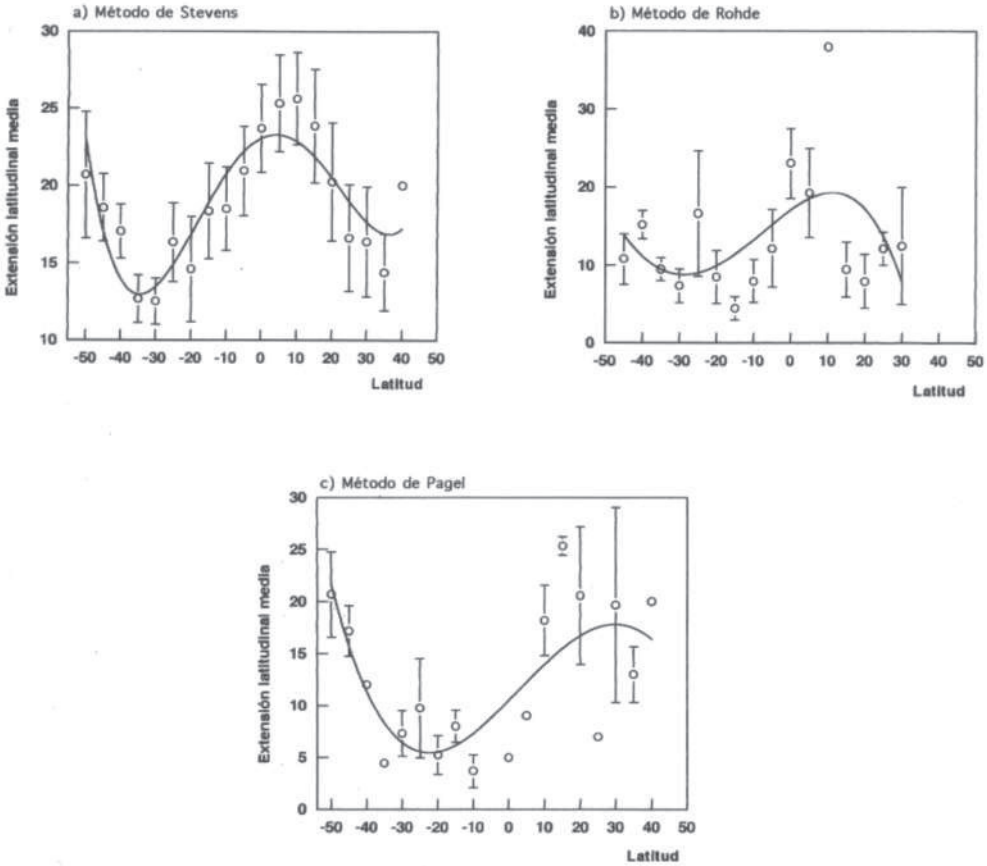 a) Método de Stevens
Extensión latitudinal media
30
25
20
15
10
-50 -40 -30 -20 -10 0 10 20 30 40 50
Latitud
b) Método de Rohde
Extensión latitudinal media
40
30
20
10
0
-50 -40 -30 -20 -10 0 10 20 30 40 50
Latitud
c) Método de Pagel
Extensión latitudinal media
30
25
20
15
10
5
0
-50 -40 -30 -20 -10 0 10 20 30 40 50
Latitud